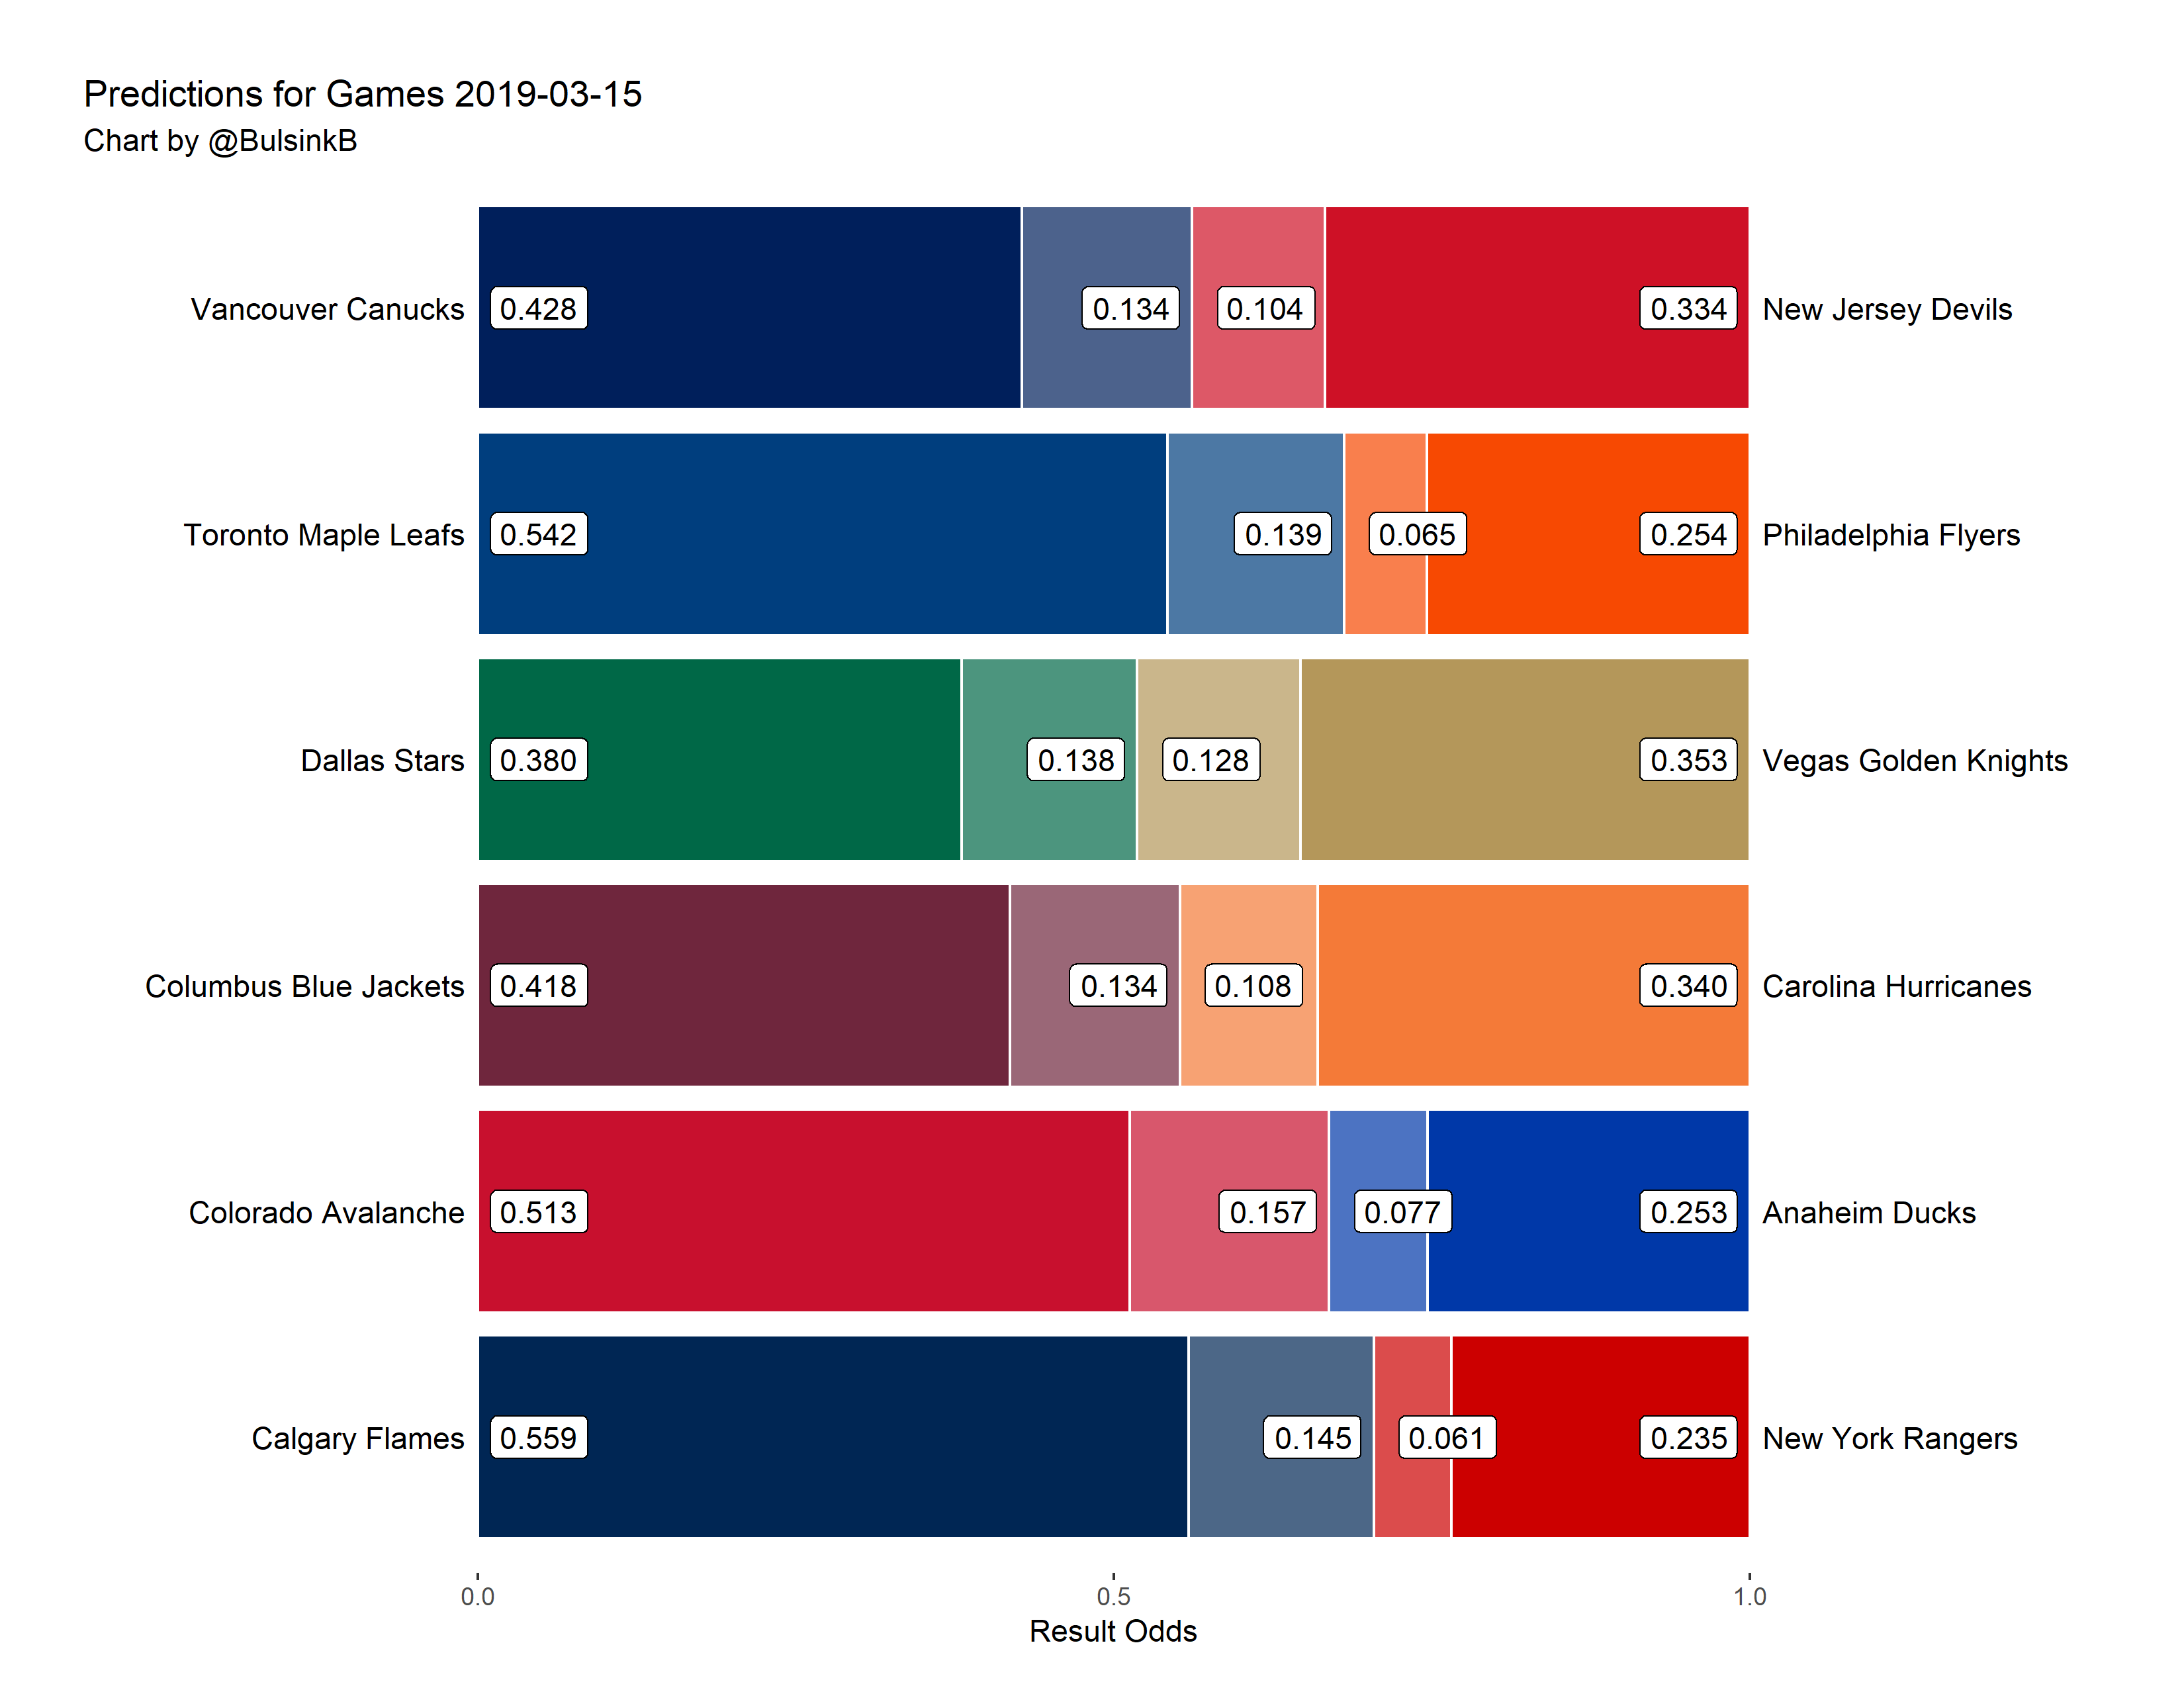 Predictions for Games 2019-03-15
Chart by @BulsinkB
Vancouver Canucks 0.428 0.134 0.104 0.334 New Jersey Devils
Toronto Maple Leafs 0.542 0.139 0.065 0.254 Philadelphia Flyers
Dallas Stars 0.380 0.138 0.128 0.353 Vegas Golden Knights
Columbus Blue Jackets 0.418 0.134 0.108 0.340 Carolina Hurricanes
Colorado Avalanche 0.513 0.157 0.077 0.253 Anaheim Ducks
Calgary Flames 0.559 0.145 0.061 0.235 New York Rangers
0.0 0.5 1.0
Result Odds